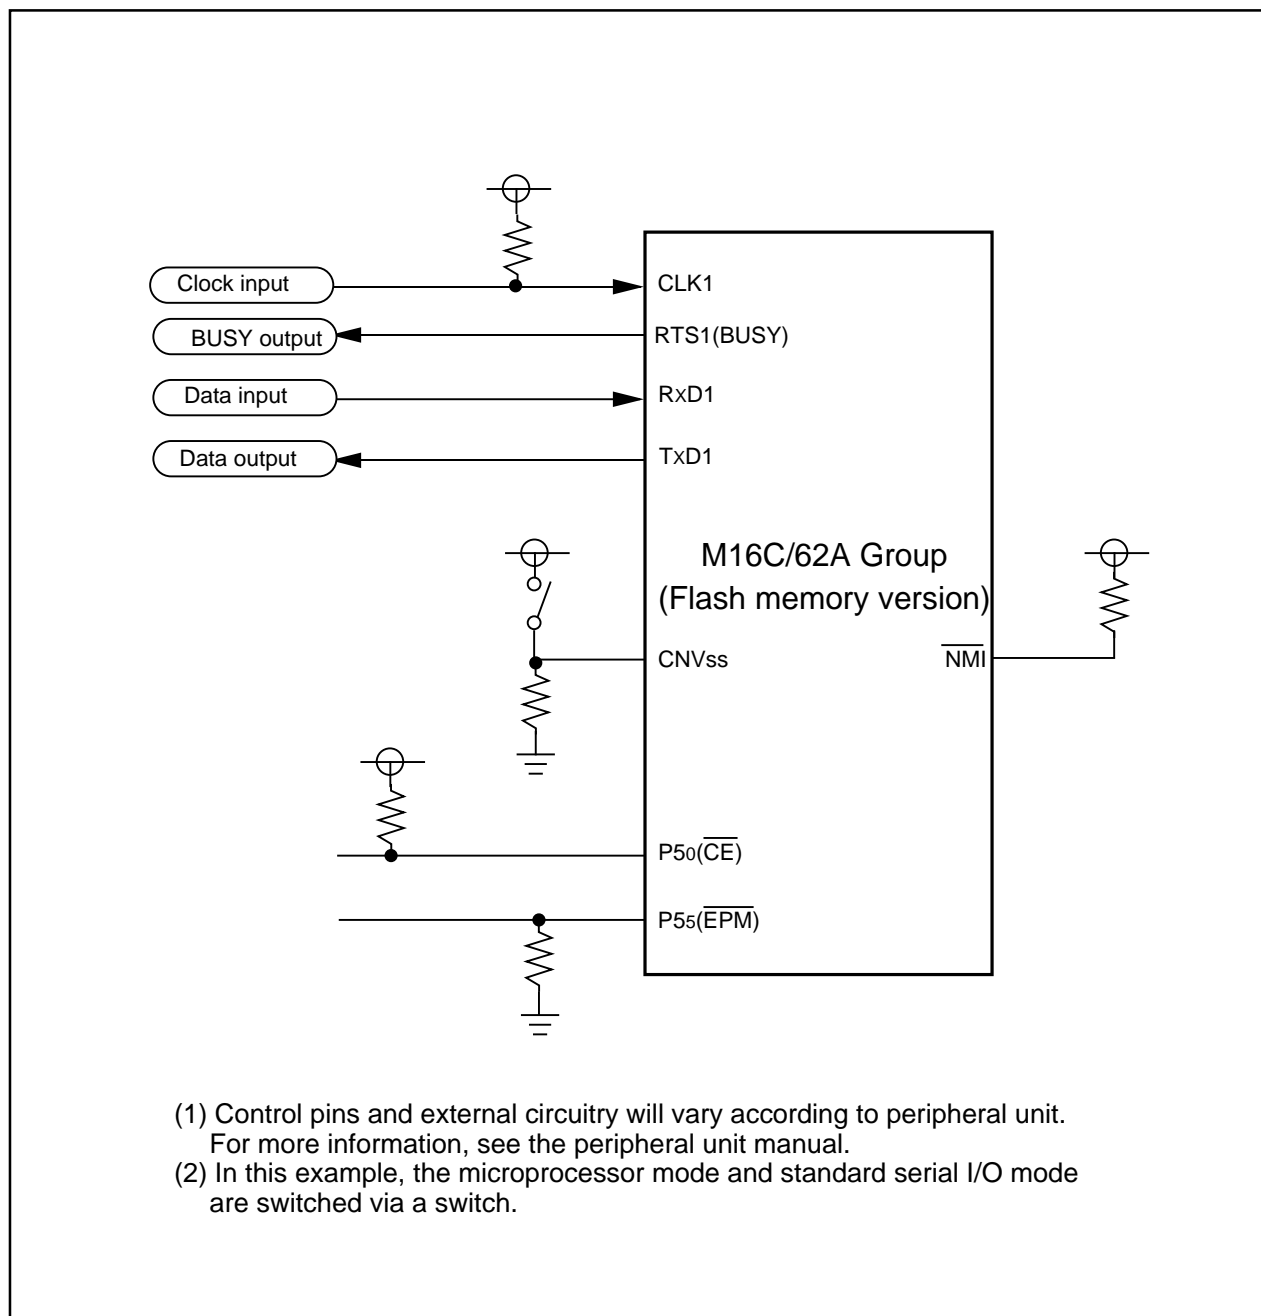 Clock input
CLK1
BUSY output
RTS1(BUSY)
Data input
RxD1
Data output
TxD1
M16C/62A Group
(Flash memory version)
CNVss
NMI
P50(CE)
P55(EPM)
(1) Control pins and external circuitry will vary according to peripheral unit.
For more information, see the peripheral unit manual.
(2) In this example, the microprocessor mode and standard serial I/O mode
are switched via a switch.